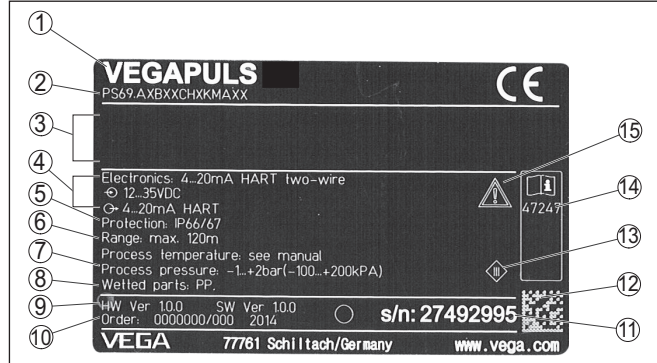 1
VEGAPULS
CE
2
PS69.AXBXXCHXKMAXX
3
4
Electronics: 4...20mA HART two-wire
12...35VDC
4...20mA HART
15
i
14
47247
5
Protection: IP66/67
6
Range: max. 120m
Process temperature: see manual
7
Process pressure: -1...+2bar(-100...+200kPA)
13
III
8
Wetted parts: PP.
12
9
HW Ver 1.0.0 SW Ver 1.0.0
10
Order: 0000000/000 2014
s/n: 27492995
11
VEGA 77761 Schiltach/Germany www.vega.com